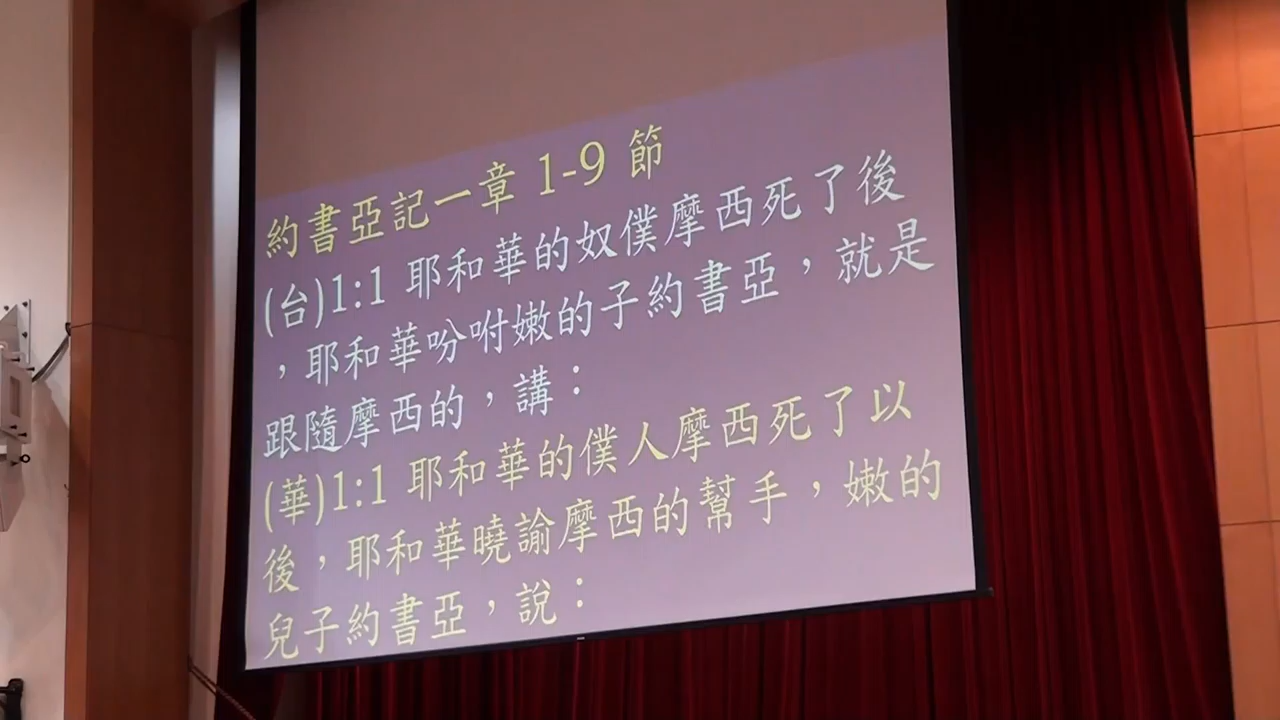 約書亞記一章 1-9 節
(台)1:1 耶和華的奴僕摩西死了後
，耶和華吩咐嫩的子約書亞，就是
跟隨摩西的，講：
(華)1:1 耶和華的僕人摩西死了以
後，耶和華曉諭摩西的幫手，嫩的
兒子約書亞，說：